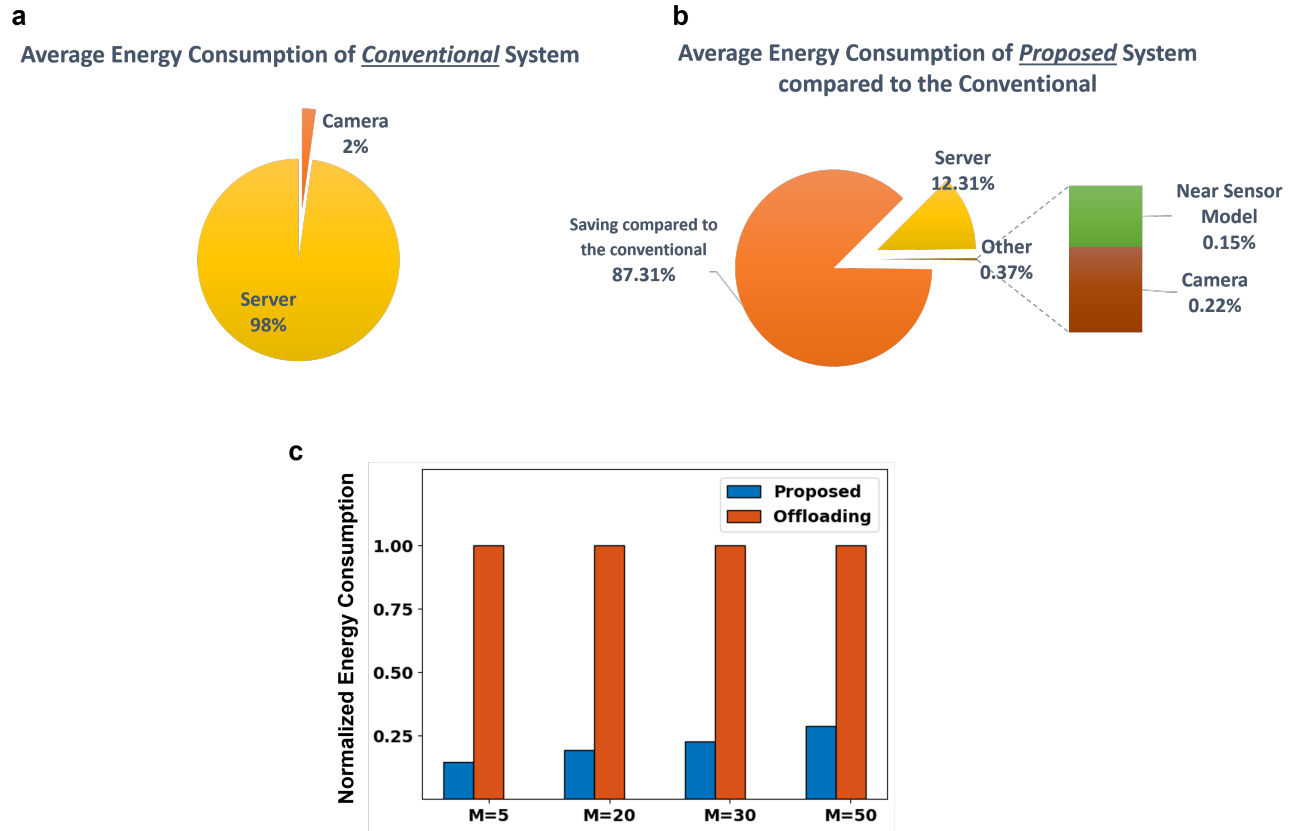 a
Average Energy Consumption of Conventional System
Camera
2%
Server
98%
b
Average Energy Consumption of Proposed System
compared to the Conventional
Server
12.31%
Saving compared to
the conventional
87.31%
Other
0.37%
Near Sensor
Model
0.15%
Camera
0.22%
c
Normalized Energy Consumption
Proposed
Offloading
1.00
0.75
0.50
0.25
M=5
M=20
M=30
M=50